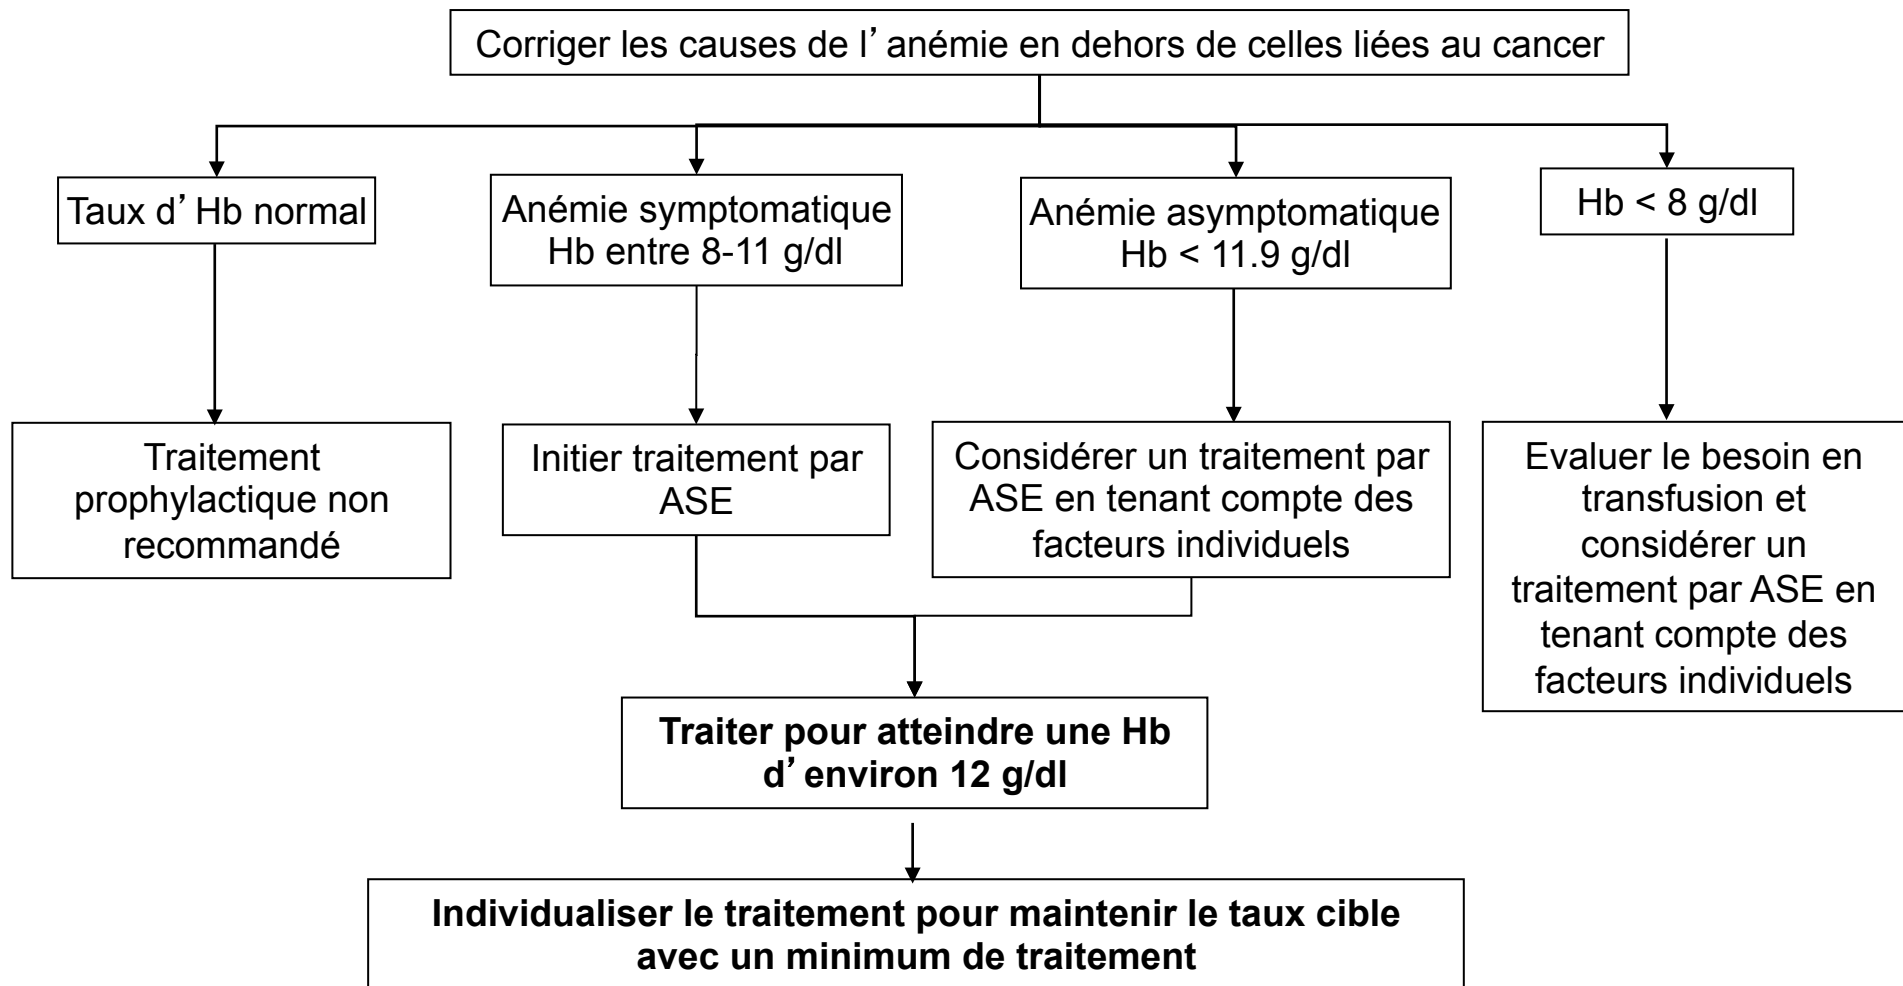 Corriger les causes de l’anémie en dehors de celles liées au cancer
Taux d’Hb normal
Anémie symptomatique
Hb entre 8-11 g/dl
Anémie asymptomatique
Hb < 11.9 g/dl
Hb < 8 g/dl
Traitement
prophylactique non
recommandé
Initier traitement par
ASE
Considérer un traitement par
ASE en tenant compte des
facteurs individuels
Evaluer le besoin en
transfusion et
considérer un
traitement par ASE en
tenant compte des
facteurs individuels
Traiter pour atteindre une Hb
d’environ 12 g/dl
Individualiser le traitement pour maintenir le taux cible
avec un minimum de traitement